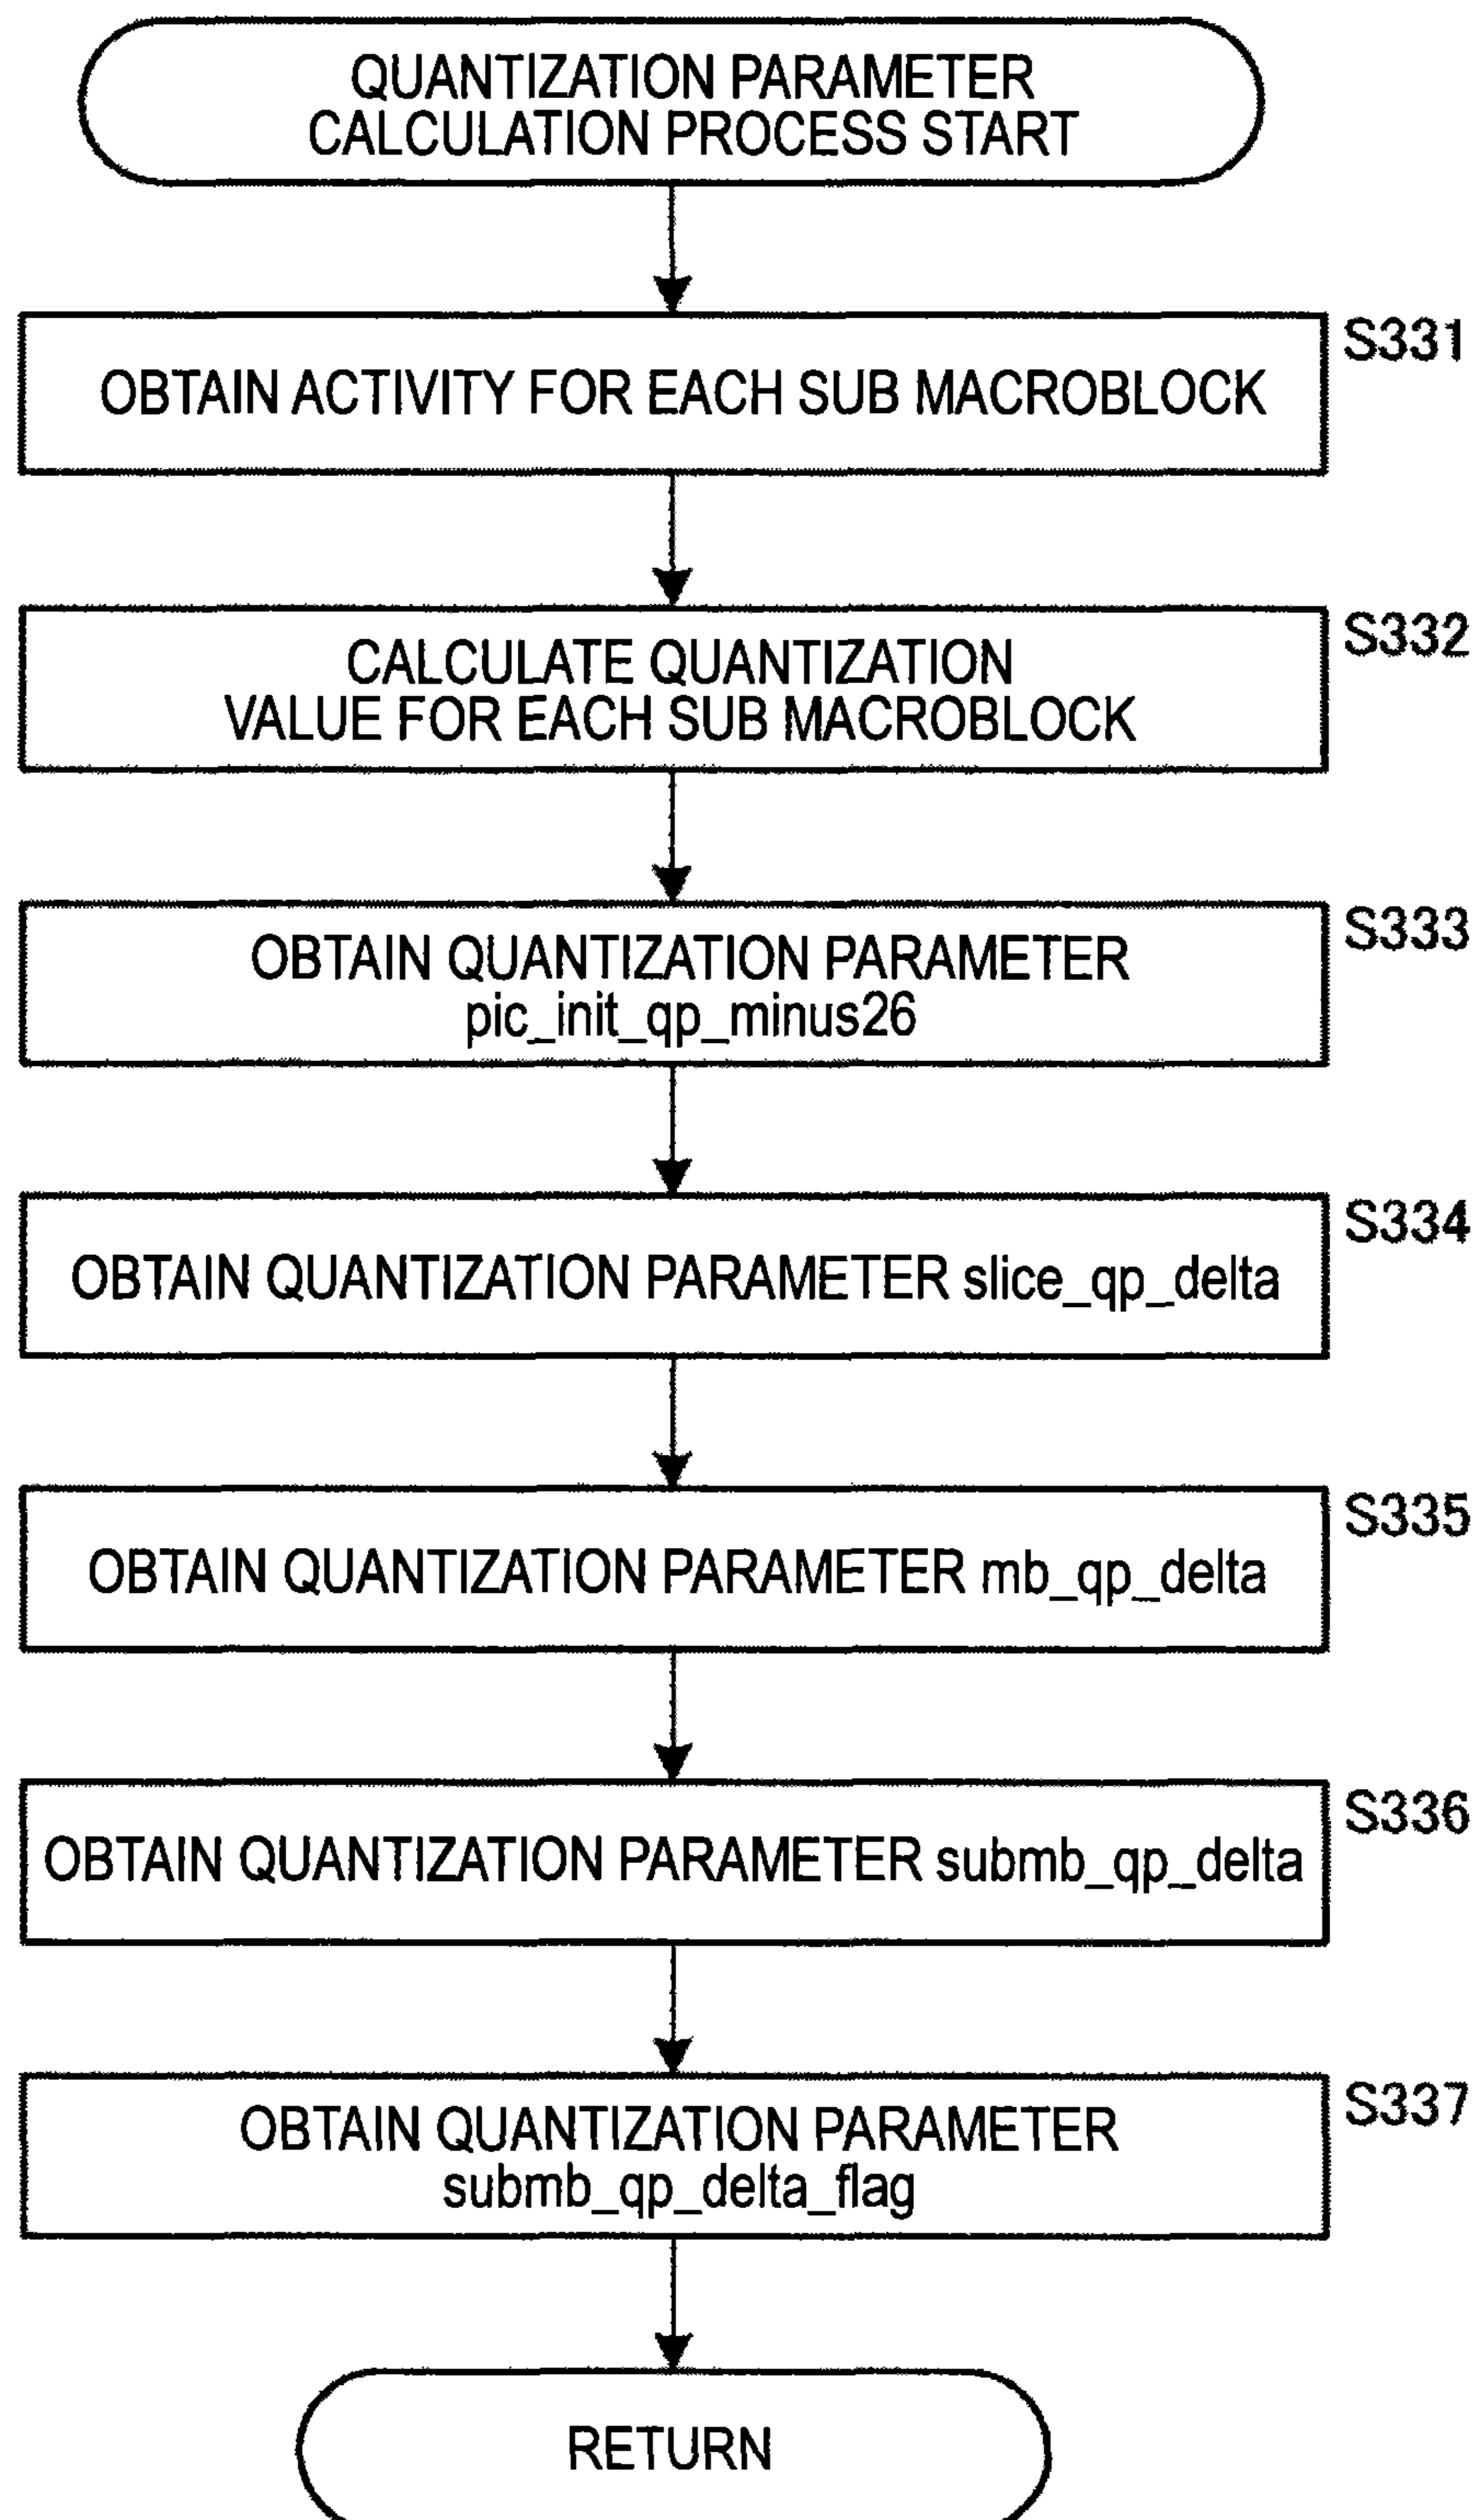 QUANTIZATION PARAMETER
CALCULATION PROCESS START
S331
OBTAIN ACTIVITY FOR EACH SUB MACROBLOCK
S332
CALCULATE QUANTIZATION
VALUE FOR EACH SUB MACROBLOCK
S333
OBTAIN QUANTIZATION PARAMETER
pic_init_qp_minus26
S334
OBTAIN QUANTIZATION PARAMETER slice_qp_delta
S335
OBTAIN QUANTIZATION PARAMETER mb_qp_delta
S336
OBTAIN QUANTIZATION PARAMETER submb_qp_delta
S337
OBTAIN QUANTIZATION PARAMETER
submb_qp_delta_flag
RETURN